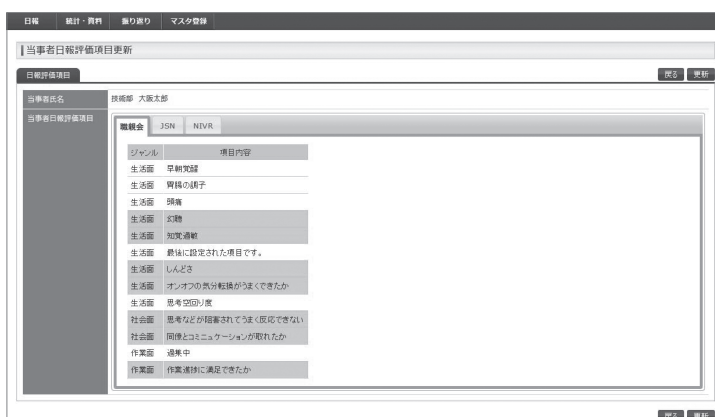 日報 統計・資料 振り返り マスタ登録
当事者日報評価項目更新
日報評価項目 戻る 更新
当事者氏名 技術部 大阪太郎
当事者日報評価項目 職親会 JSN NIVR
ジャンル 項目内容
生活面 早朝覚醒
生活面 胃腸の調子
生活面 頭痛
生活面 幻聴
生活面 知覚過敏
生活面 最後に設定された項目です。
生活面 しんどさ
生活面 オンオフの気分転換がうまくできたか
生活面 思考空回り度
社会面 思考などが阻害されてうまく反応できない
社会面 同僚とコミュニケーションが取れたか
作業面 過集中
作業面 作業進捗に満足できたか
戻る 更新